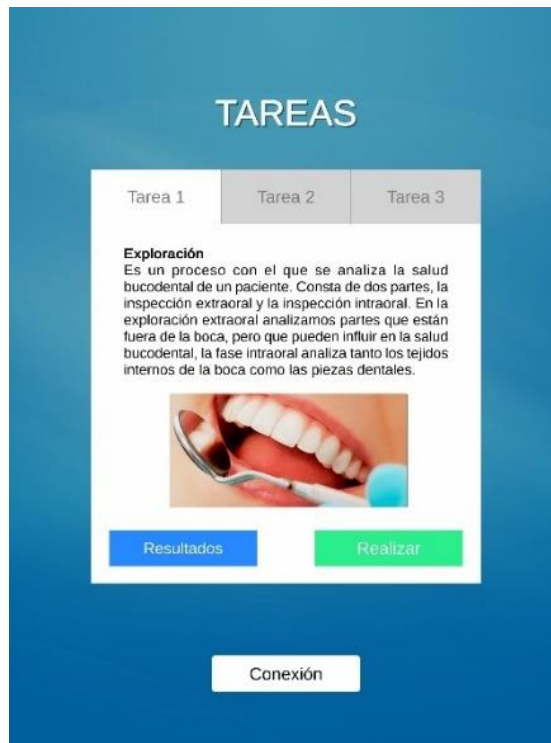 TAREAS
Tarea 1 Tarea 2 Tarea 3
Exploración
Es un proceso con el que se analiza la salud
bucodental de un paciente. Consta de dos partes, la
inspección extraoral y la inspección intraoral. En la
exploración extraoral analizamos partes que están
fuera de la boca, pero que pueden influir en la salud
bucodental, la fase intraoral analiza tanto los tejidos
internos de la boca como las piezas dentales.
Resultados Realizar
Conexión